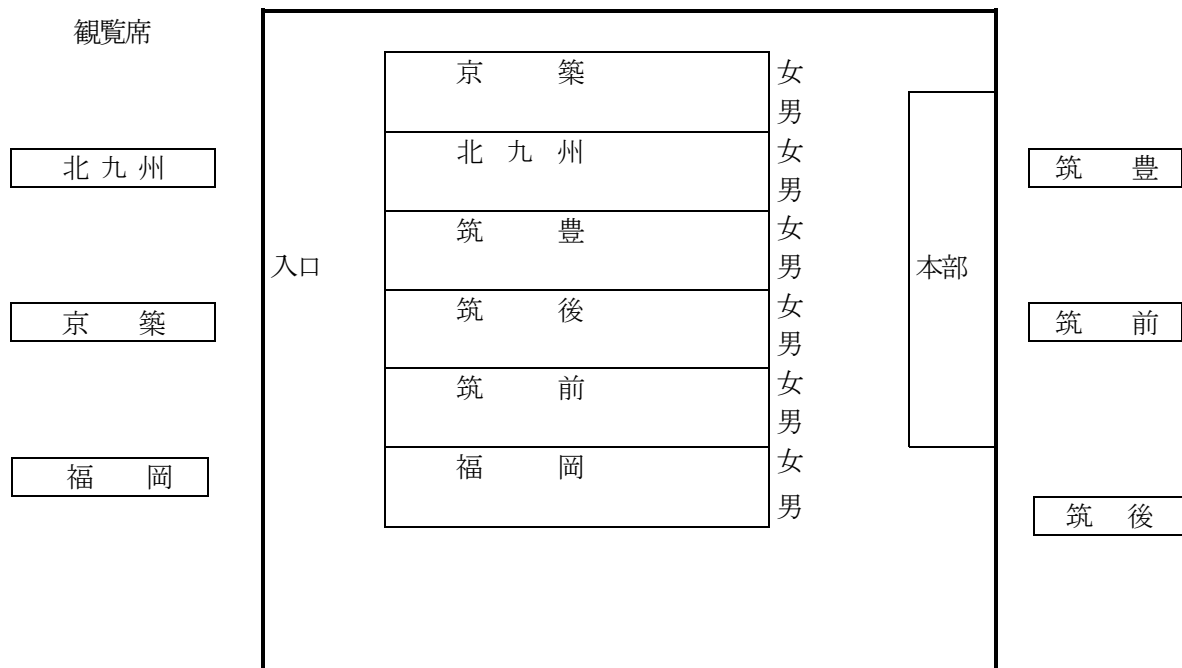 観覧席
京 築 女
男
北 九 州 女
男
筑 豊 女
男
筑 後 女
男
筑 前 女
男
福 岡 女
男
入口
本部
北 九 州
京 築
福 岡
筑 豊
筑 前
筑 後